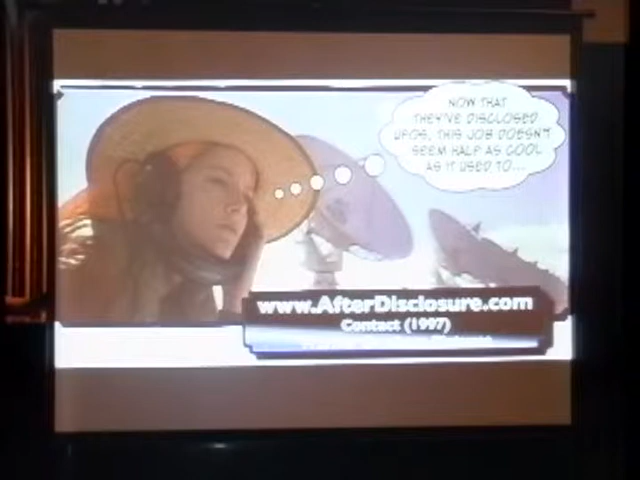 NOW THAT
THEY'VE DISCLOSED
UFOS, THIS JOB DOESN'T
SEEM HALF AS COOL
AS IT USED TO...
www.AfterDisclosure.com
Contact (1997)